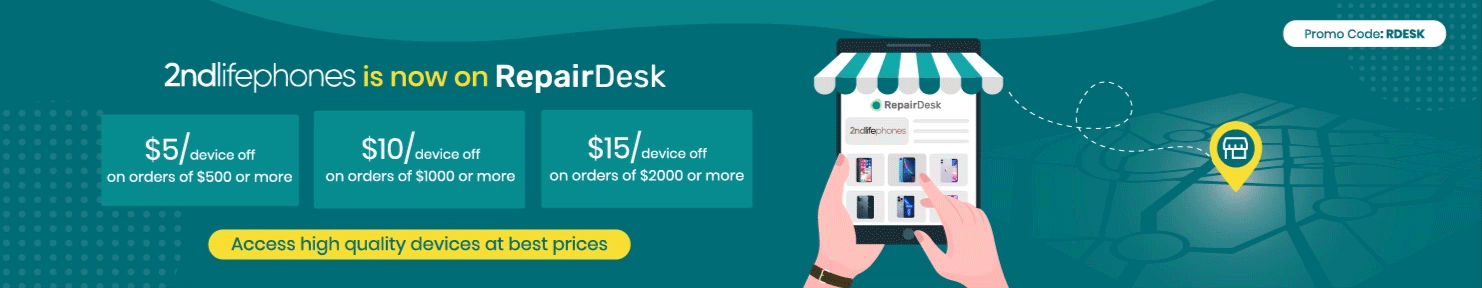 Promo Code: RDESK
2ndlifephones is now on RepairDesk
$5/device off
on orders of $500 or more
$10/device off
on orders of $1000 or more
$15/device off
on orders of $2000 or more
Access high quality devices at best prices
RepairDesk
2ndlifephones